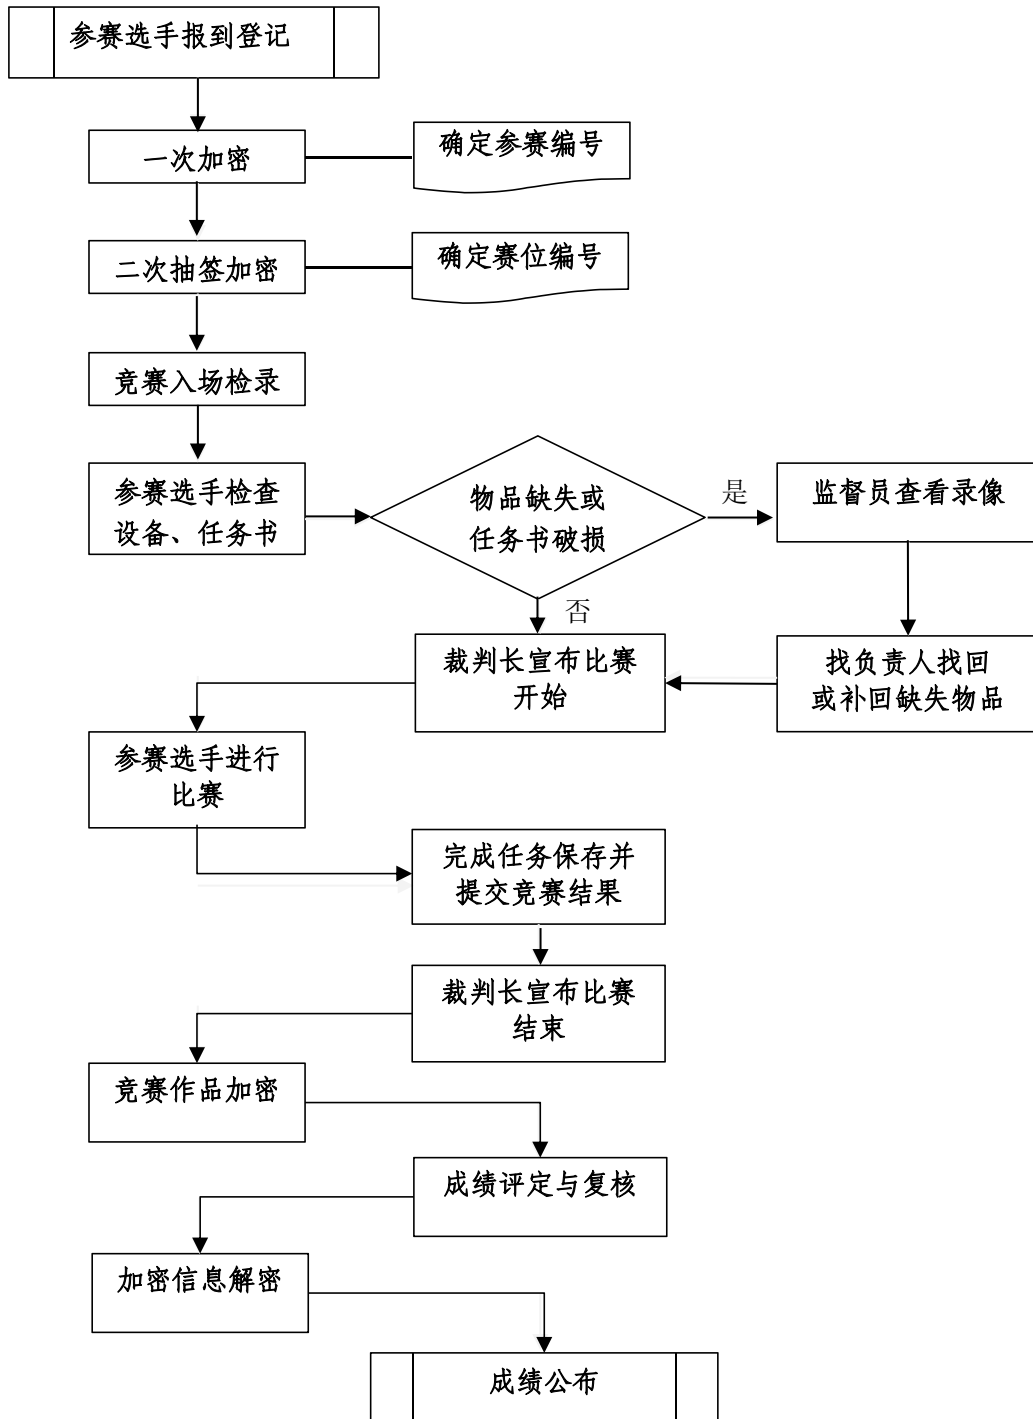 参赛选手报到登记
一次加密
确定参赛编号
二次抽签加密
确定赛位编号
竞赛入场检录
参赛选手检查
设备、任务书
物品缺失或
任务书破损
是
监督员查看录像
否
裁判长宣布比赛
开始
找负责人找回
或补回缺失物品
参赛选手进行
比赛
完成任务保存并
提交竞赛结果
裁判长宣布比赛
结束
竞赛作品加密
成绩评定与复核
加密信息解密
成绩公布